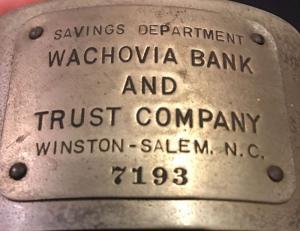 SAVINGS DEPARTMENT
WACHOVIA BANK
AND
TRUST COMPANY
WINSTON-SALEM, N.C.
7193